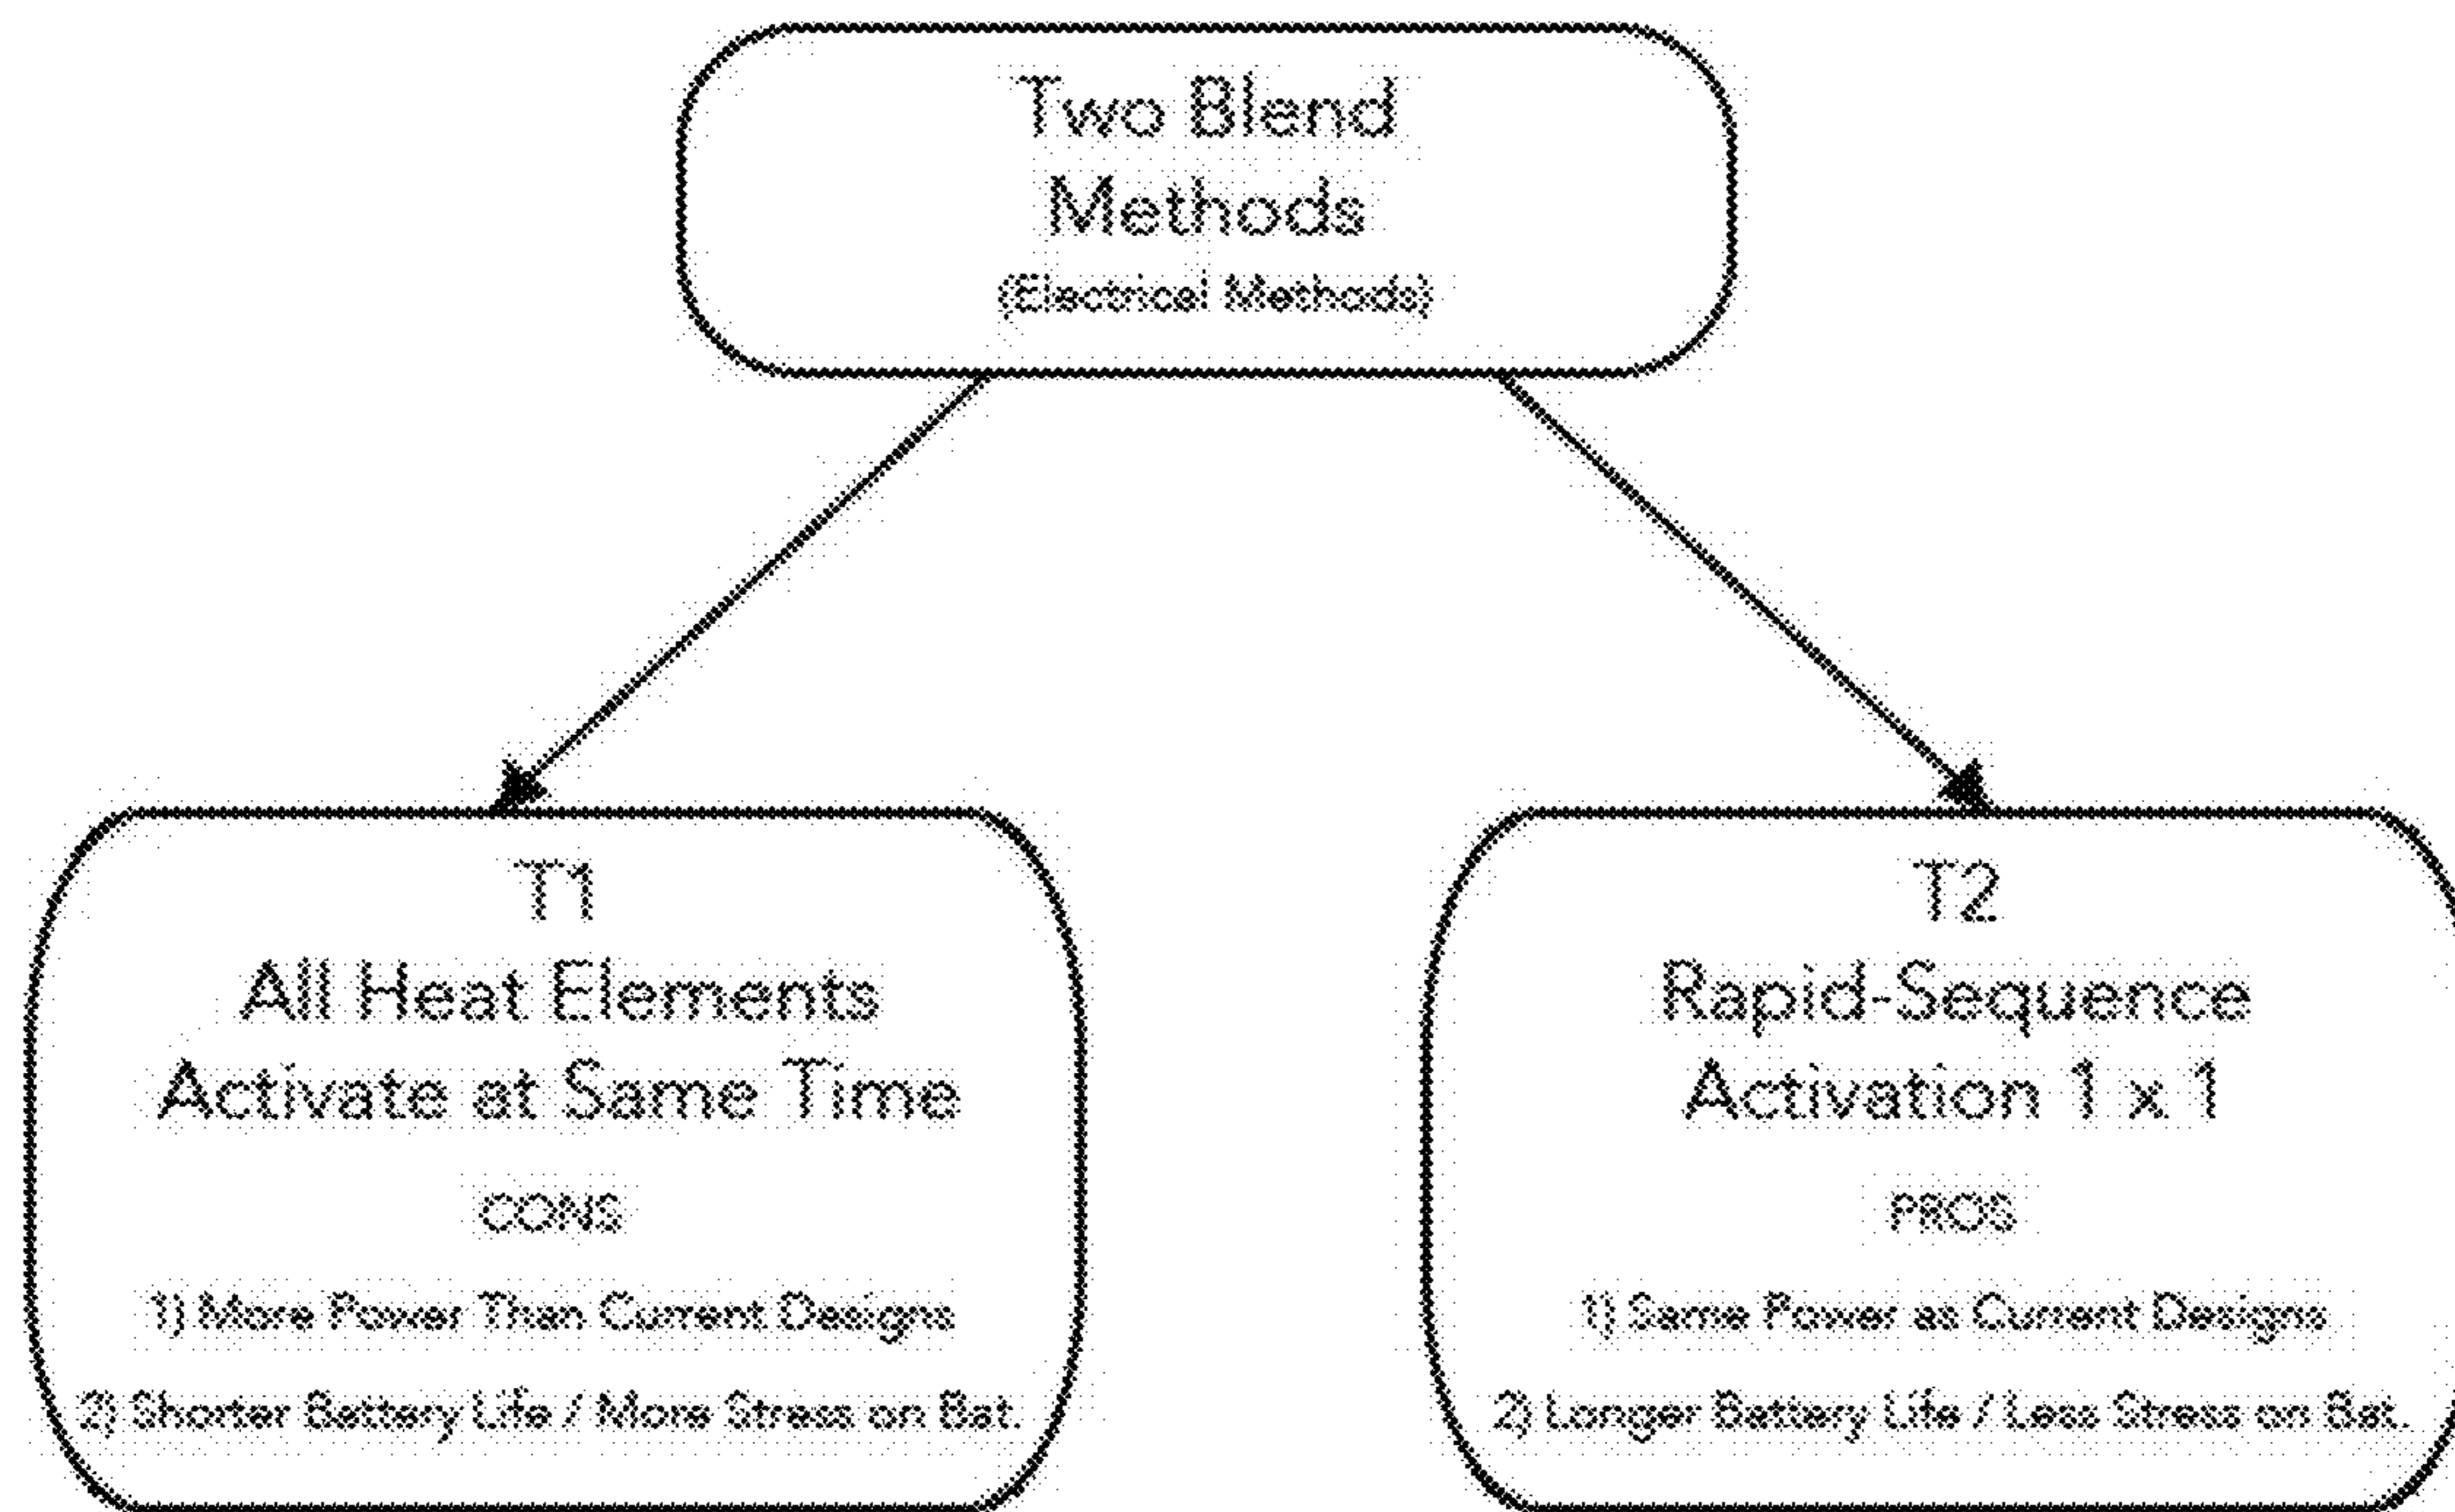 Two Blend
Methods
(Electrical Methods)
T1
All Heat Elements
Activate at Same Time
CONS
1) More Power Than Current Designs
2) Shorter Battery Life / More Stress on Bat.
T2
Rapid-Sequence
Activation 1 x 1
PROS
1) Same Power as Current Designs
2) Longer Battery Life / Less Stress on Bat.